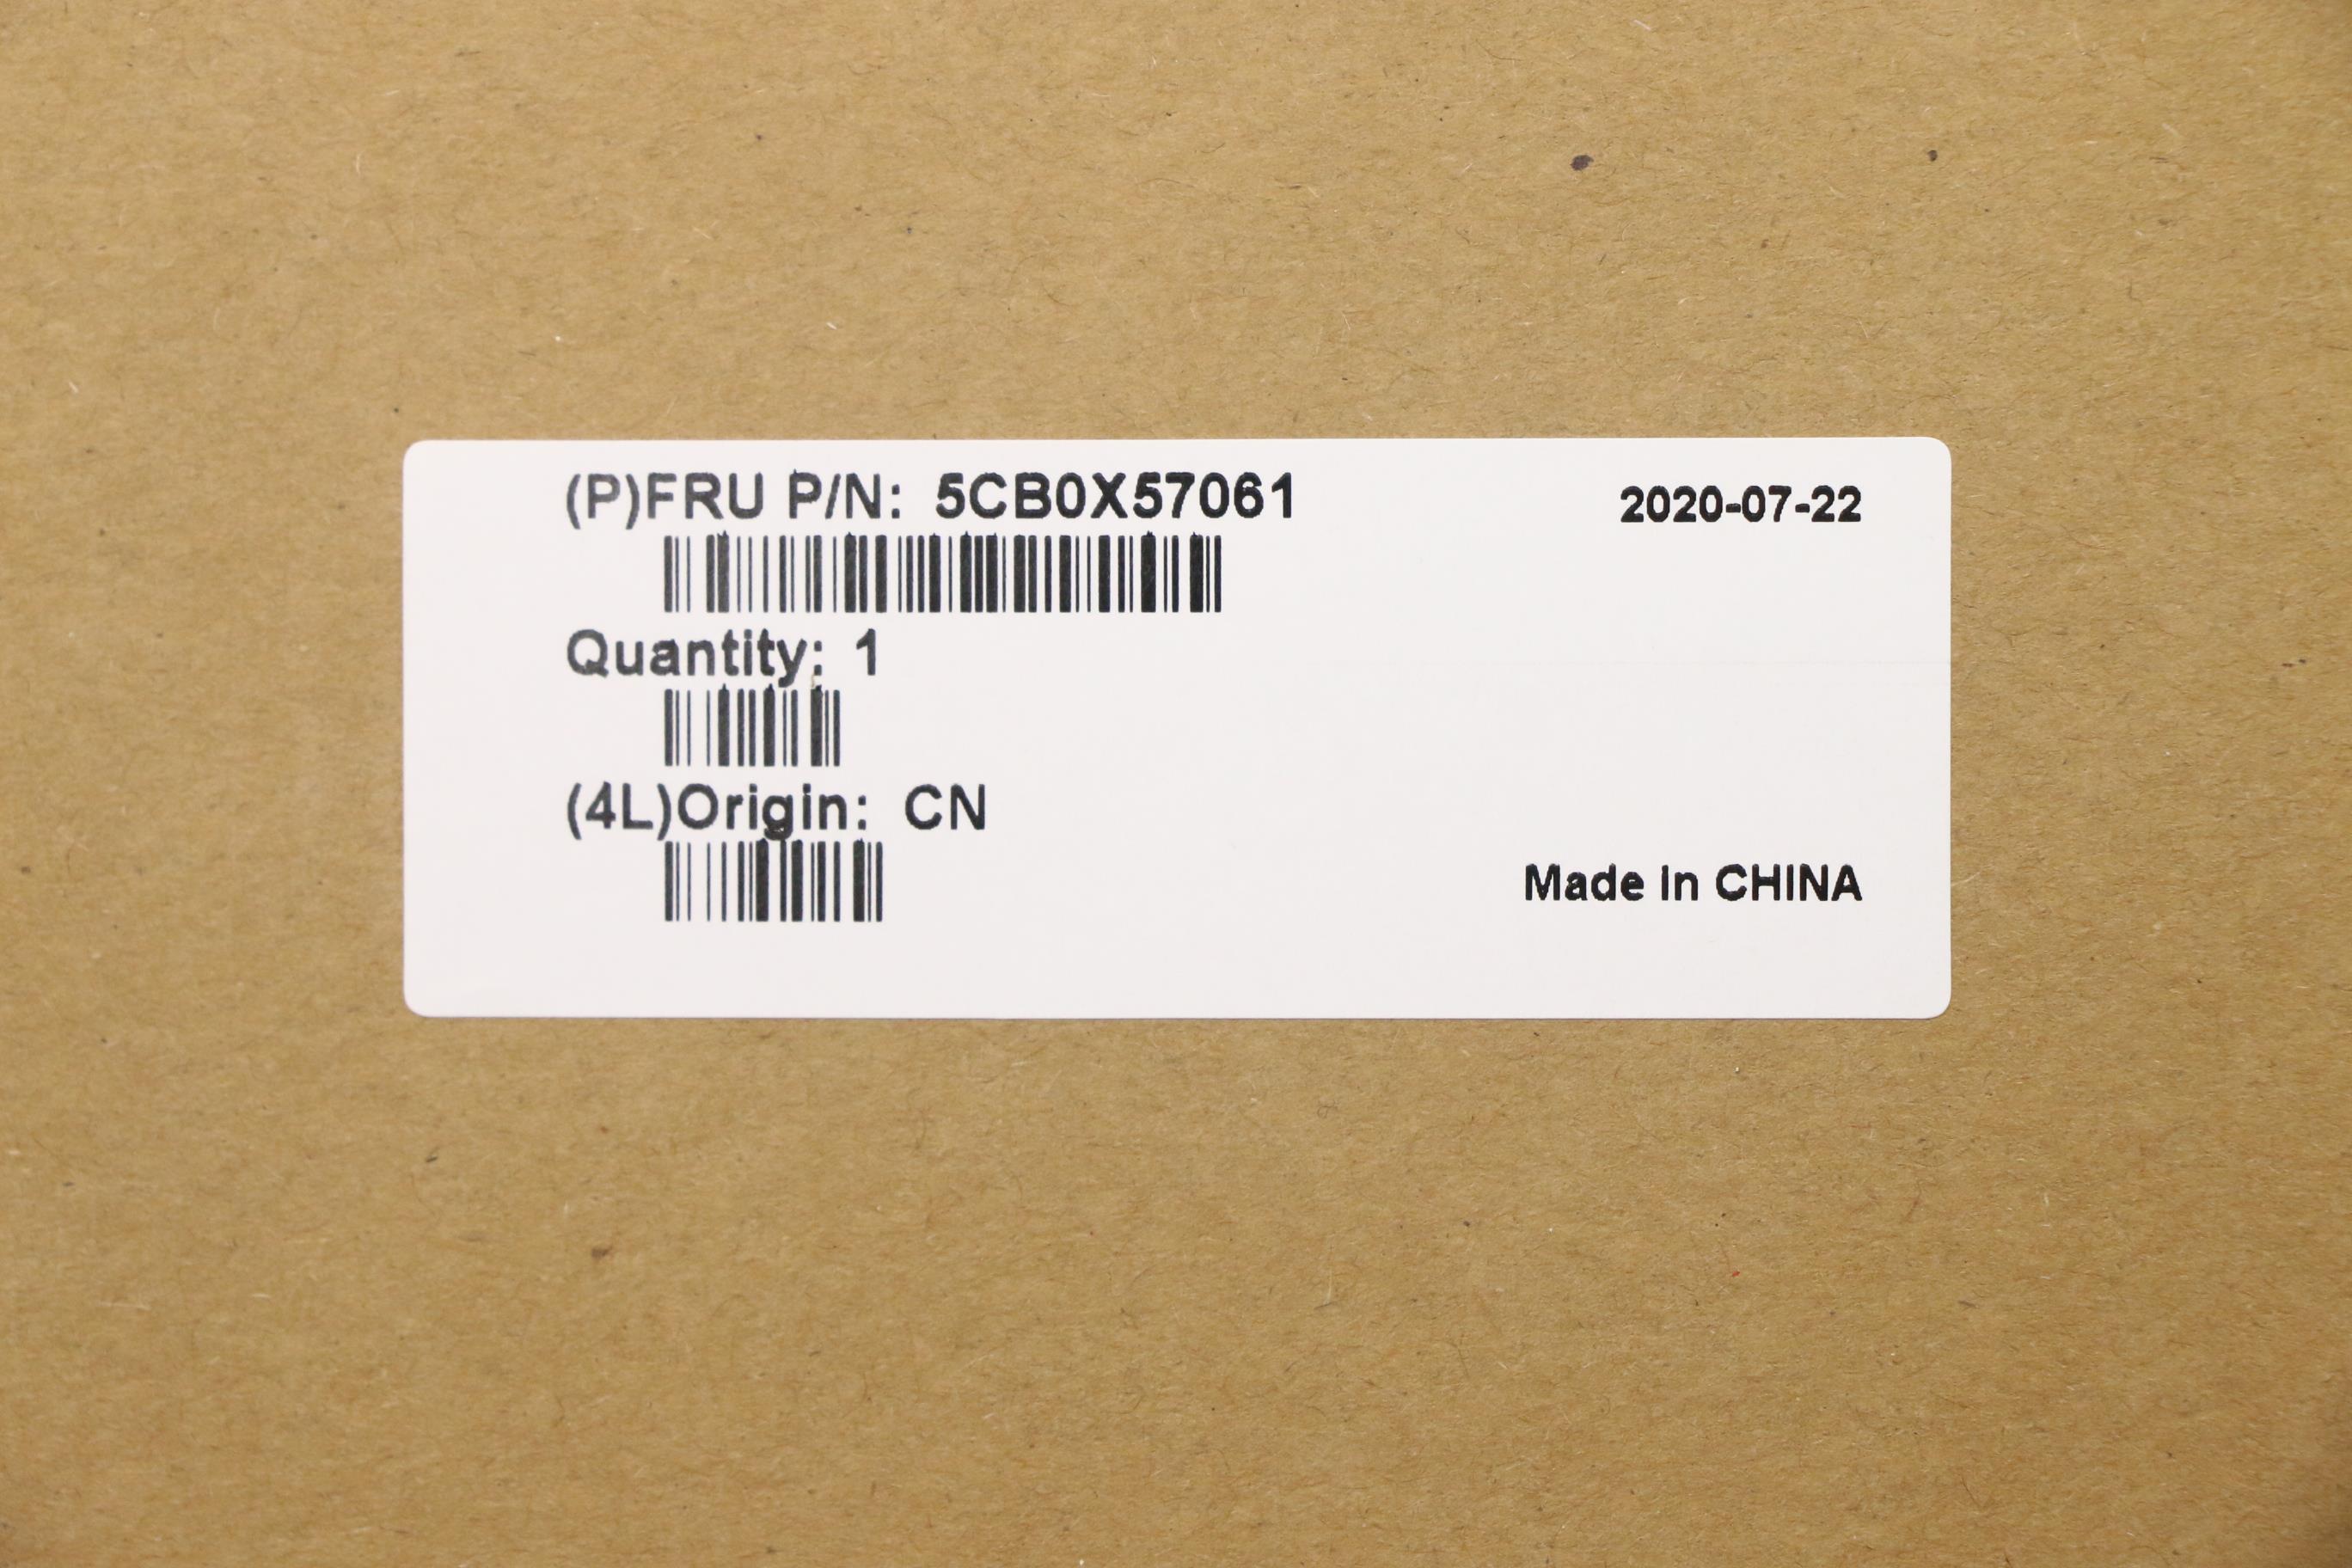 (P)FRU P/N: 5CB0X57061
2020-07-22
Quantity: 1
(4L)Origin: CN
Made in CHINA